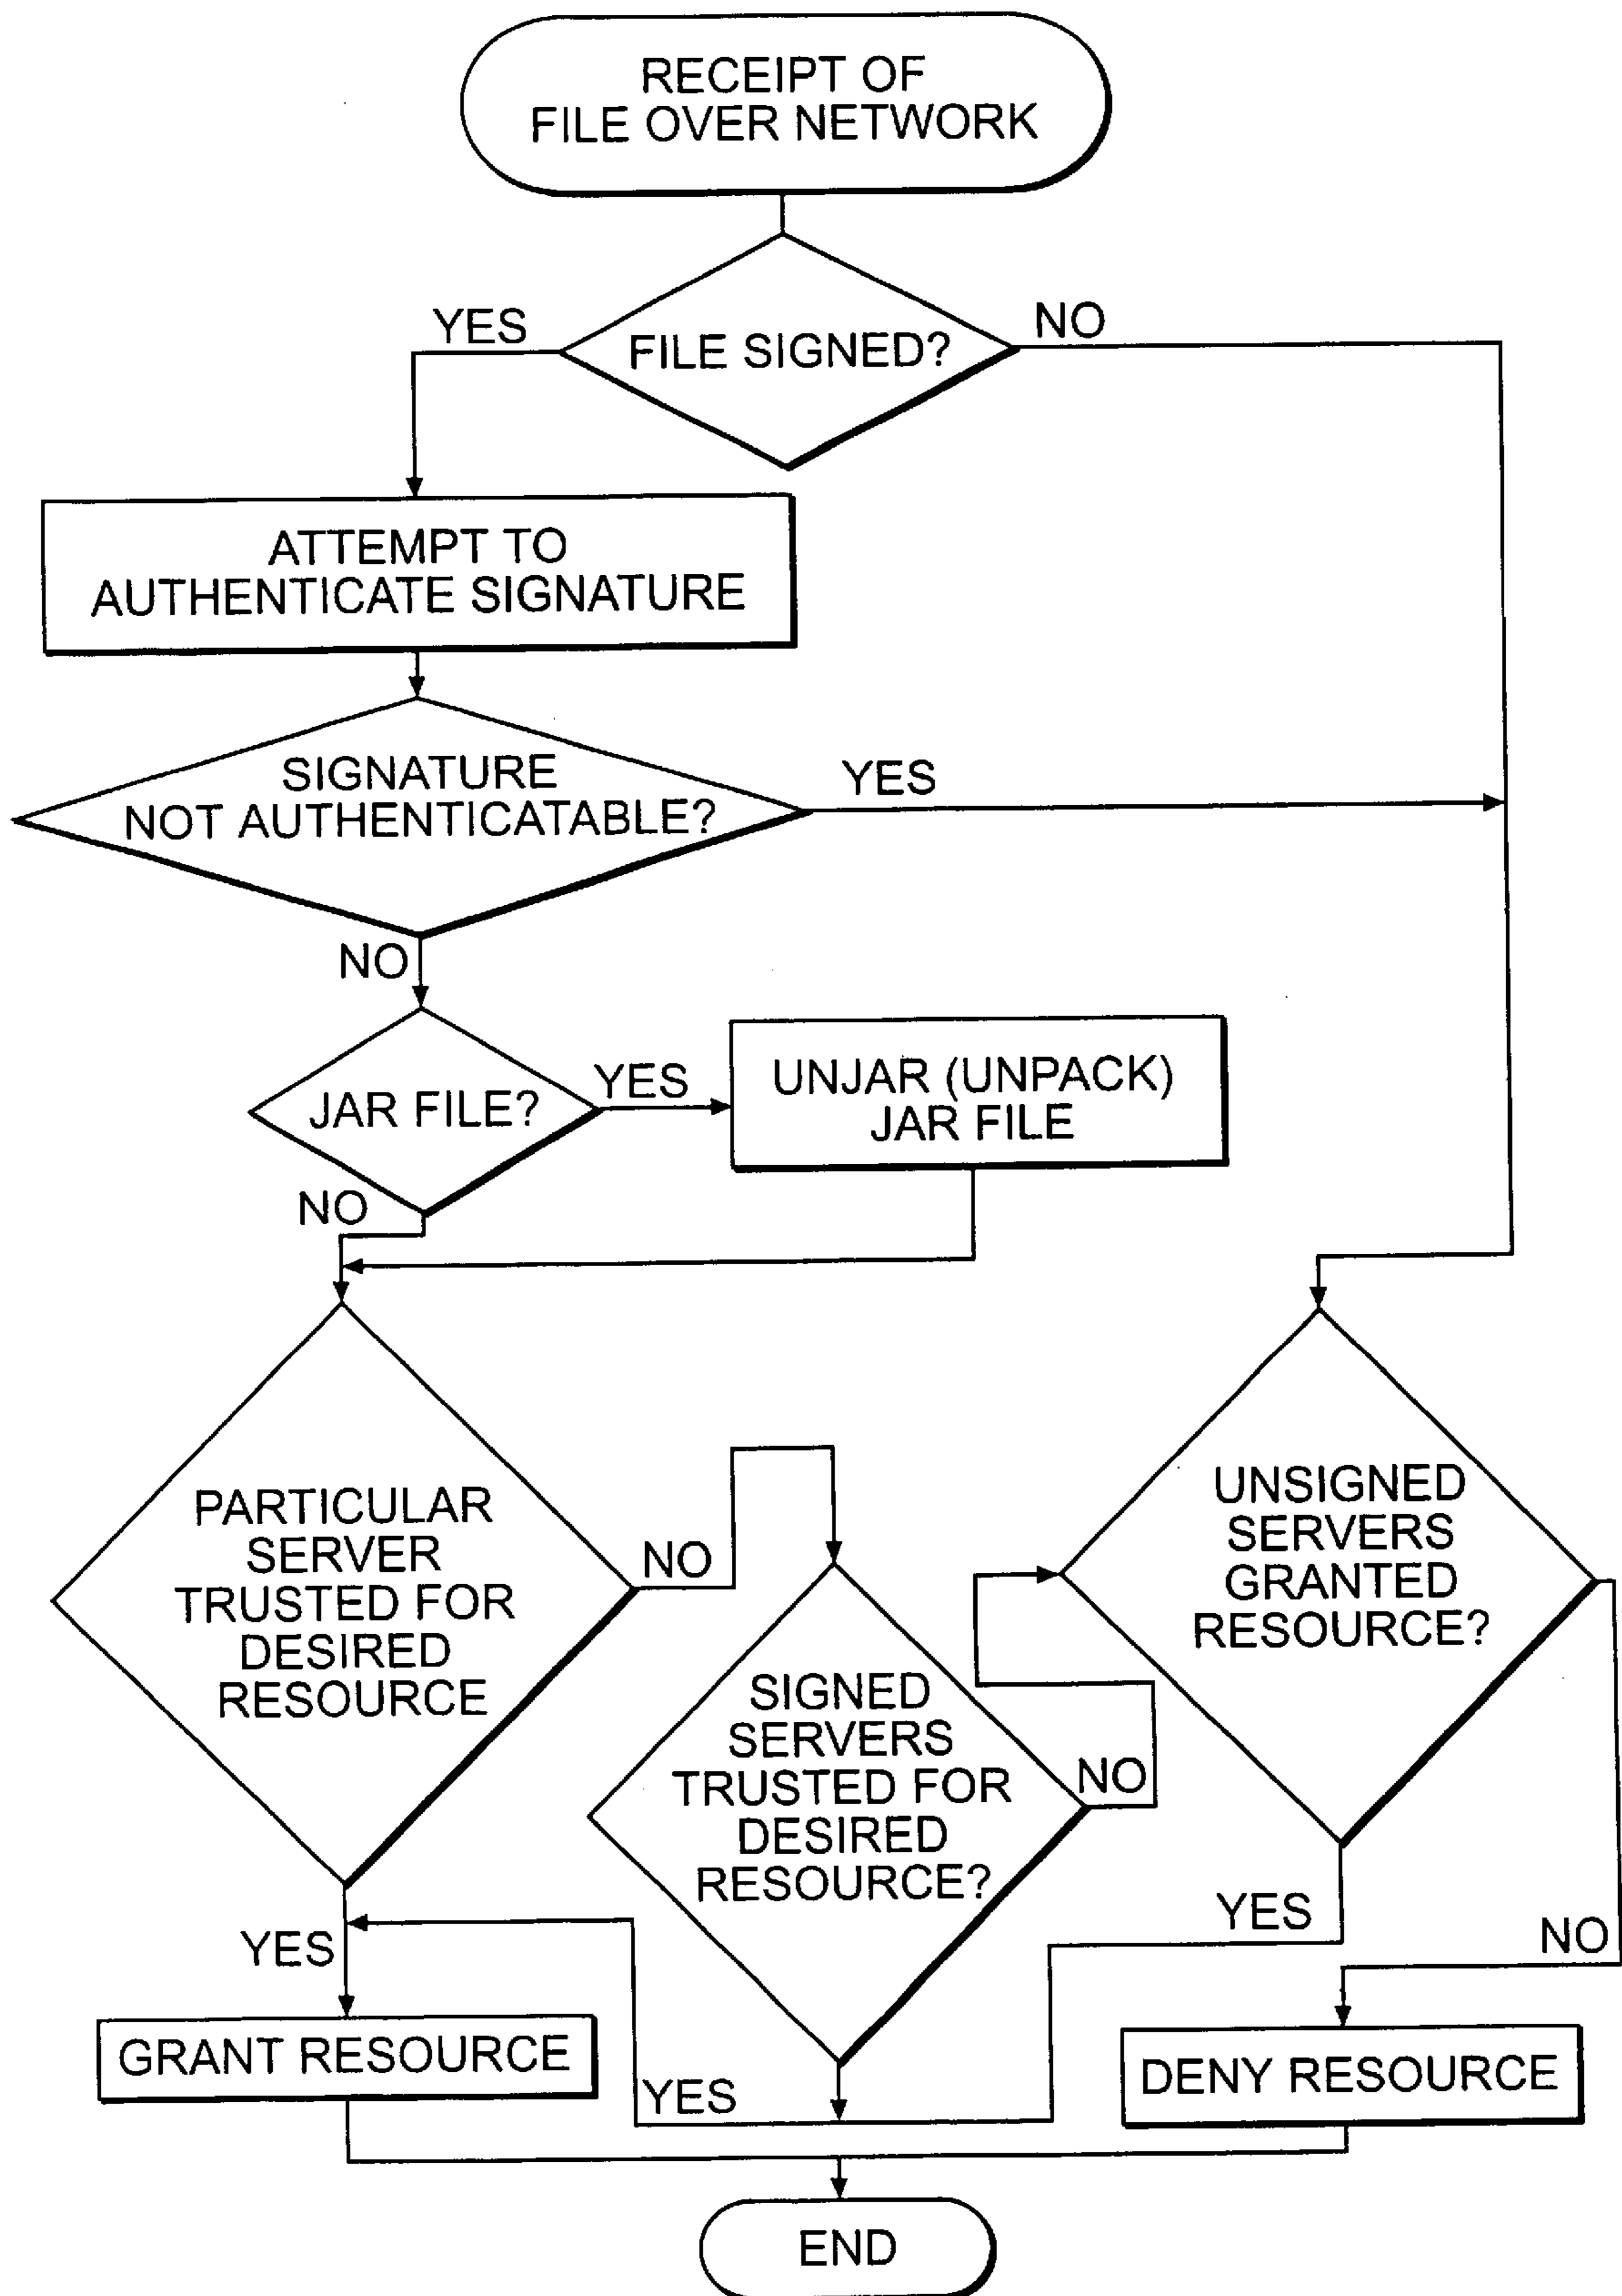 RECEIPT OF
FILE OVER NETWORK
YES
FILE SIGNED?
NO
ATTEMPT TO
AUTHENTICATE SIGNATURE
SIGNATURE
NOT AUTHENTICATABLE?
YES
NO
JAR FILE?
YES
UNJAR (UNPACK)
JAR FILE
NO
PARTICULAR
SERVER
TRUSTED FOR
DESIRED
RESOURCE
NO
SIGNED
SERVERS
TRUSTED FOR
DESIRED
RESOURCE?
NO
UNSIGNED
SERVERS
GRANTED
RESOURCE?
YES
YES
NO
GRANT RESOURCE
YES
DENY RESOURCE
END